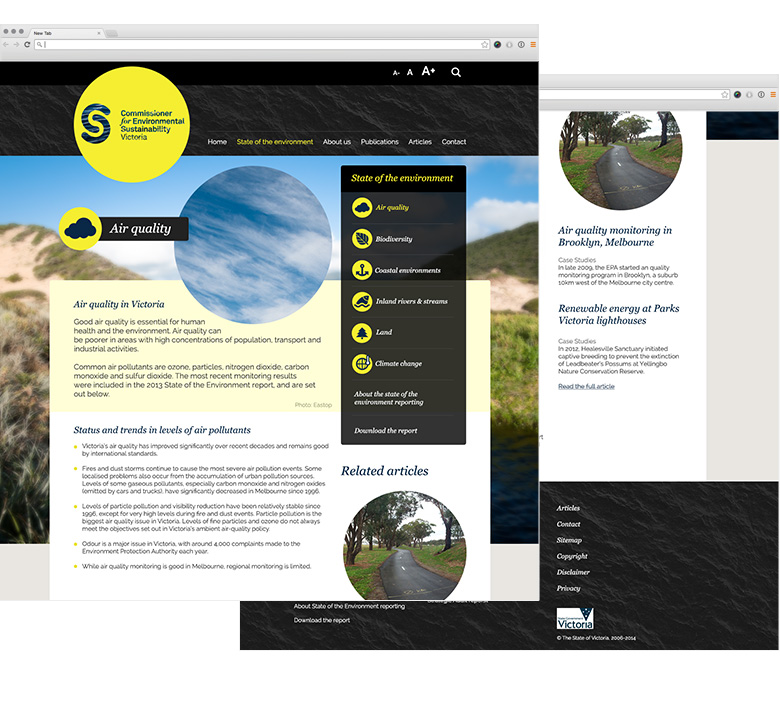 New Tab
A- A A+
Commissioner
for Environmental
Sustainability
Victoria
Home State of the environment About us Publications Articles Contact
Air quality
State of the environment
Air quality
Biodiversity
Coastal environments
Inland rivers & streams
Land
Climate change
About the state of the
environment reporting
Download the report
Air quality in Victoria
Good air quality is essential for human
health and the environment. Air quality can
be poorer in areas with high concentrations of population, transport and
industrial activities.
Common air pollutants are ozone, particles, nitrogen dioxide, carbon
monoxide and sulfur dioxide. The most recent monitoring results
were included in the 2013 State of the Environment report, and are set
out below.
Photo: Eastop
Status and trends in levels of air pollutants
Victoria's air quality has improved significantly over recent decades and remains good
by international standards.
Fires and dust storms continue to cause the most severe air pollution events. Some
localised problems also occur from the accumulation of urban pollution sources.
Levels of some gaseous pollutants, especially carbon monoxide and nitrogen oxides
(emitted by cars and trucks), have significantly decreased in Melbourne since 1996.
Levels of particle pollution and visibility reduction have been relatively stable since
1996, except for very high levels during fire and dust events. Particle pollution is the
biggest air quality issue in Victoria. Levels of fine particles and ozone do not always
meet the objectives set out in Victoria's ambient air-quality policy.
Odour is a major issue in Victoria, with around 4,000 complaints made to the
Environment Protection Authority each year.
While air quality monitoring is good in Melbourne, regional monitoring is limited.
Related articles
Air quality monitoring in
Brooklyn, Melbourne
Case Studies
In late 2009, the EPA started an quality
monitoring program in Brooklyn, a suburb
10km west of the Melbourne city centre.
Renewable energy at Parks
Victoria lighthouses
Case Studies
In 2012, Healesville Sanctuary initiated
captive breeding to prevent the extinction
of Leadbeater's Possums at Yellingbo
Nature Conservation Reserve.
Read the full article
Articles
Contact
Sitemap
Copyright
Disclaimer
Privacy
Victoria
© The State of Victoria, 2006-2014
About State of the Environment reporting
Download the report